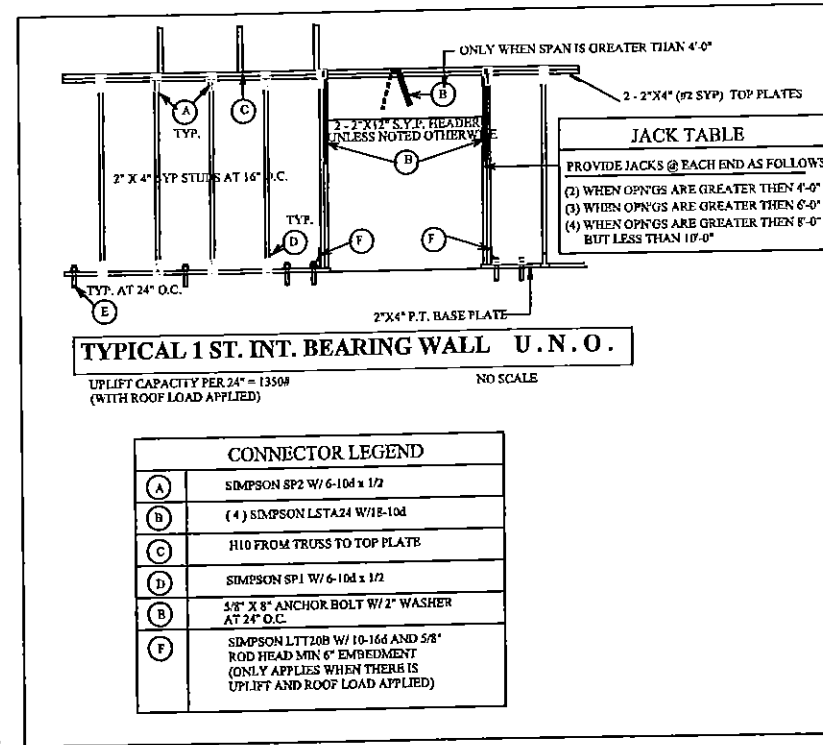 ONLY WHEN SPAN IS GREATER THAN 4'-0"
B
A
TYP.
C
2 - 2"X4" (#2 SYP) TOP PLATES
2 - 2"X12" S.Y.P. HEADER
UNLESS NOTED OTHERWISE
B
JACK TABLE
PROVIDE JACKS @ EACH END AS FOLLOWS
(2) WHEN OPN'GS ARE GREATER THEN 4'-0"
(3) WHEN OPN'GS ARE GREATER THEN 6'-0"
(4) WHEN OPN'GS ARE GREATER THEN 8'-0"
BUT LESS THAN 10'-0"
2" X 4" SYP STUDS AT 16" O.C.
TYP.
D
F
F
TYP. AT 24" O.C.
E
2"X4" P.T. BASE PLATE
TYPICAL 1 ST. INT. BEARING WALL U.N.O.
UPLIFT CAPACITY PER 24" = 1350#
(WITH ROOF LOAD APPLIED)
NO SCALE
CONNECTOR LEGEND
A SIMPSON SP2 W/ 6-10d x 1/2
B ( 4 ) SIMPSON LSTA24 W/18-10d
C H10 FROM TRUSS TO TOP PLATE
D SIMPSON SP1 W/ 6-10d x 1/2
B 5/8" X 8" ANCHOR BOLT W/ 2" WASHER
AT 24" O.C.
F SIMPSON LTT20B W/ 10-16d AND 5/8"
ROD HEAD MIN 6" EMBEDMENT
(ONLY APPLIES WHEN THERE IS
UPLIFT AND ROOF LOAD APPLIED)